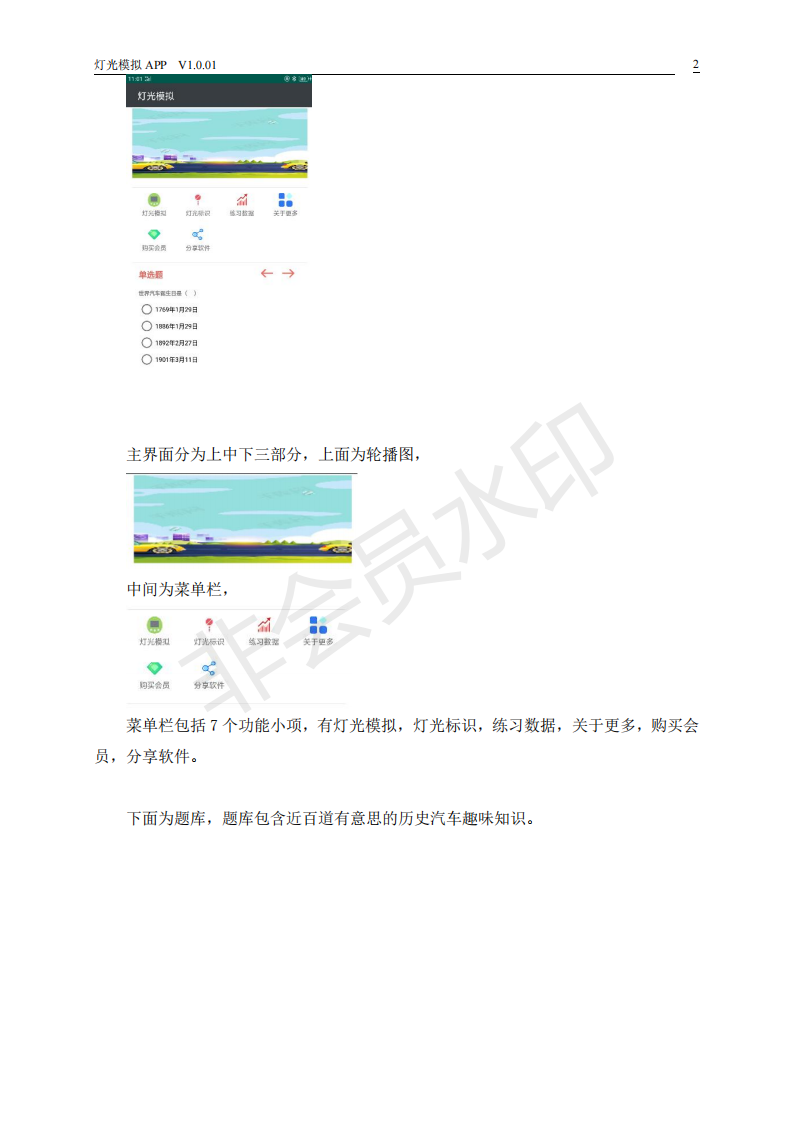 灯光模拟 APP V1.0.01 2
11:01
灯光模拟
灯光模拟 灯光标识 练习数据 关于更多
购买会员 分享软件
单选题
世界汽车诞生日是（ ）
1769年1月29日
1886年1月29日
1892年2月27日
1901年3月11日
主界面分为上中下三部分，上面为轮播图，
中间为菜单栏，
灯光模拟 灯光标识 练习数据 关于更多
购买会员 分享软件
菜单栏包括 7 个功能小项，有灯光模拟，灯光标识，练习数据，关于更多，购买会
员，分享软件。
下面为题库，题库包含近百道有意思的历史汽车趣味知识。
非会员水印